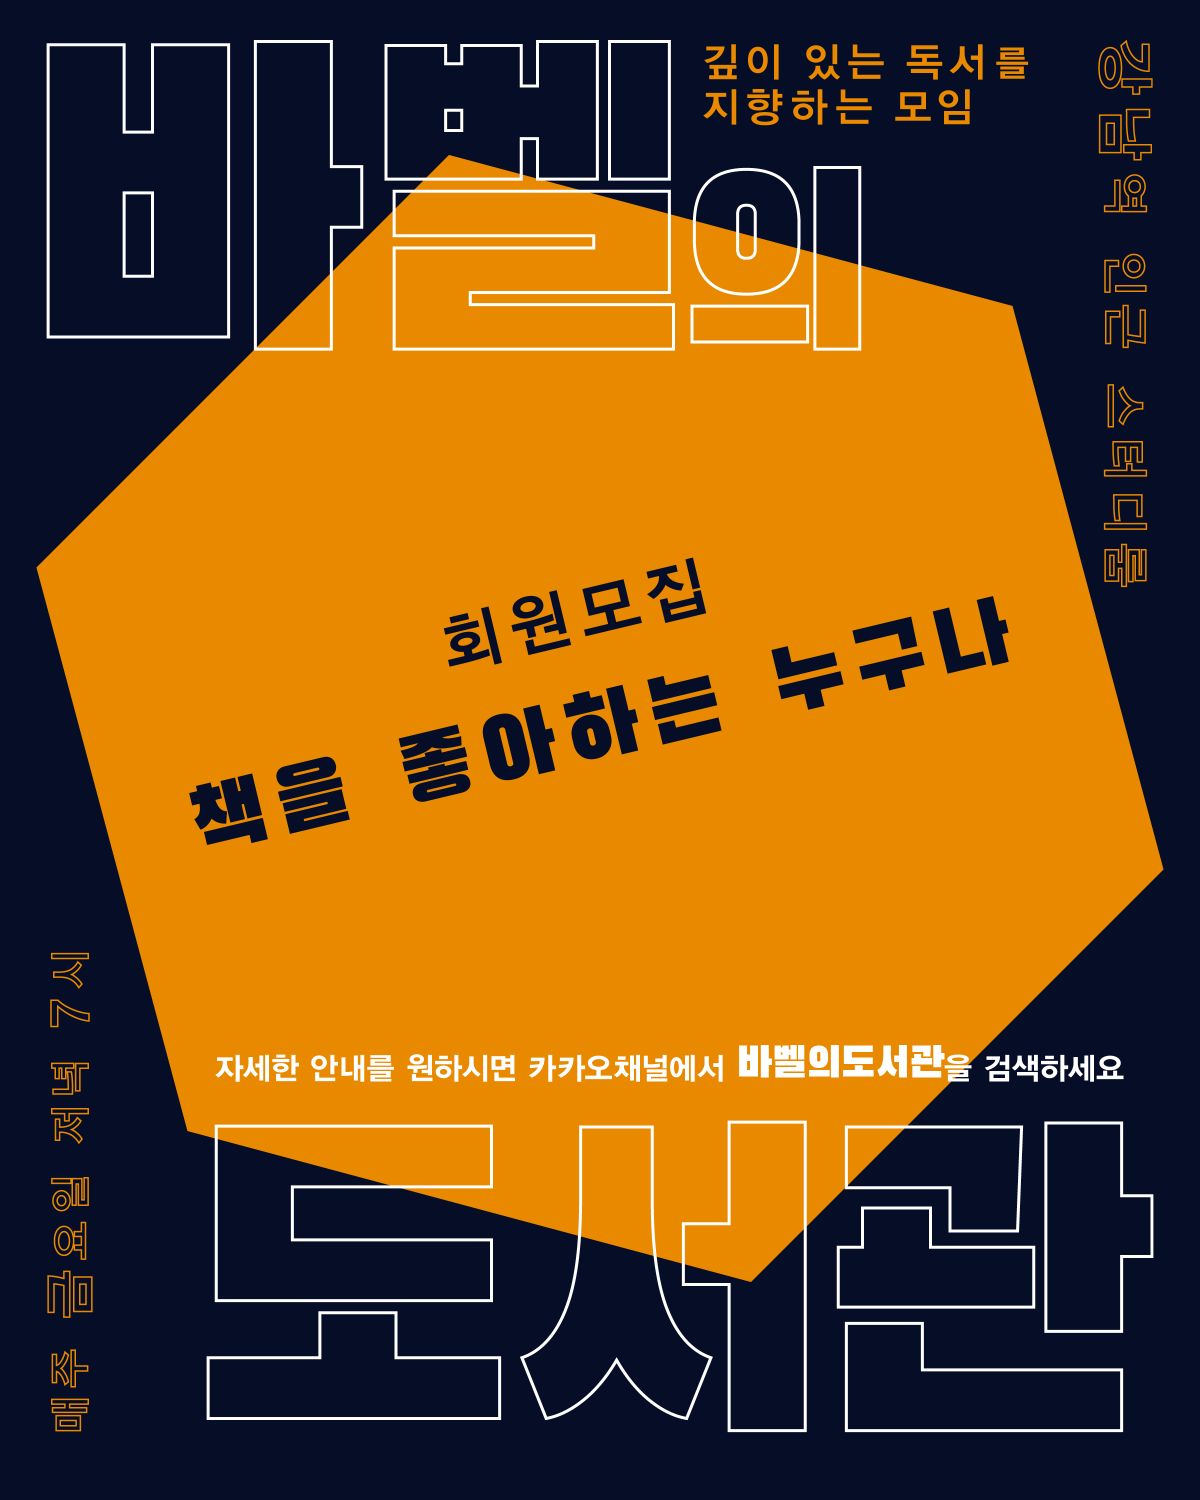 바벨의
깊이 있는 독서를
지향하는 모임
강남역 인근 스터디룸
회원모집
책을 좋아하는 누구나
매주 금요일 저녁 7시
자세한 안내를 원하시면 카카오채널에서 바벨의도서관을 검색하세요
도서관